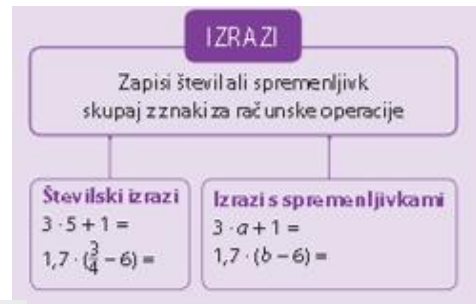 IZRAZI
Zapisi števil ali spremenljivk
skupaj z znaki za računske operacije
Številski izrazi
3 · 5 + 1 =
1,7 · (3/4 – 6) =
Izrazi s spremenljivkami
3 · a + 1 =
1,7 · (b – 6) =